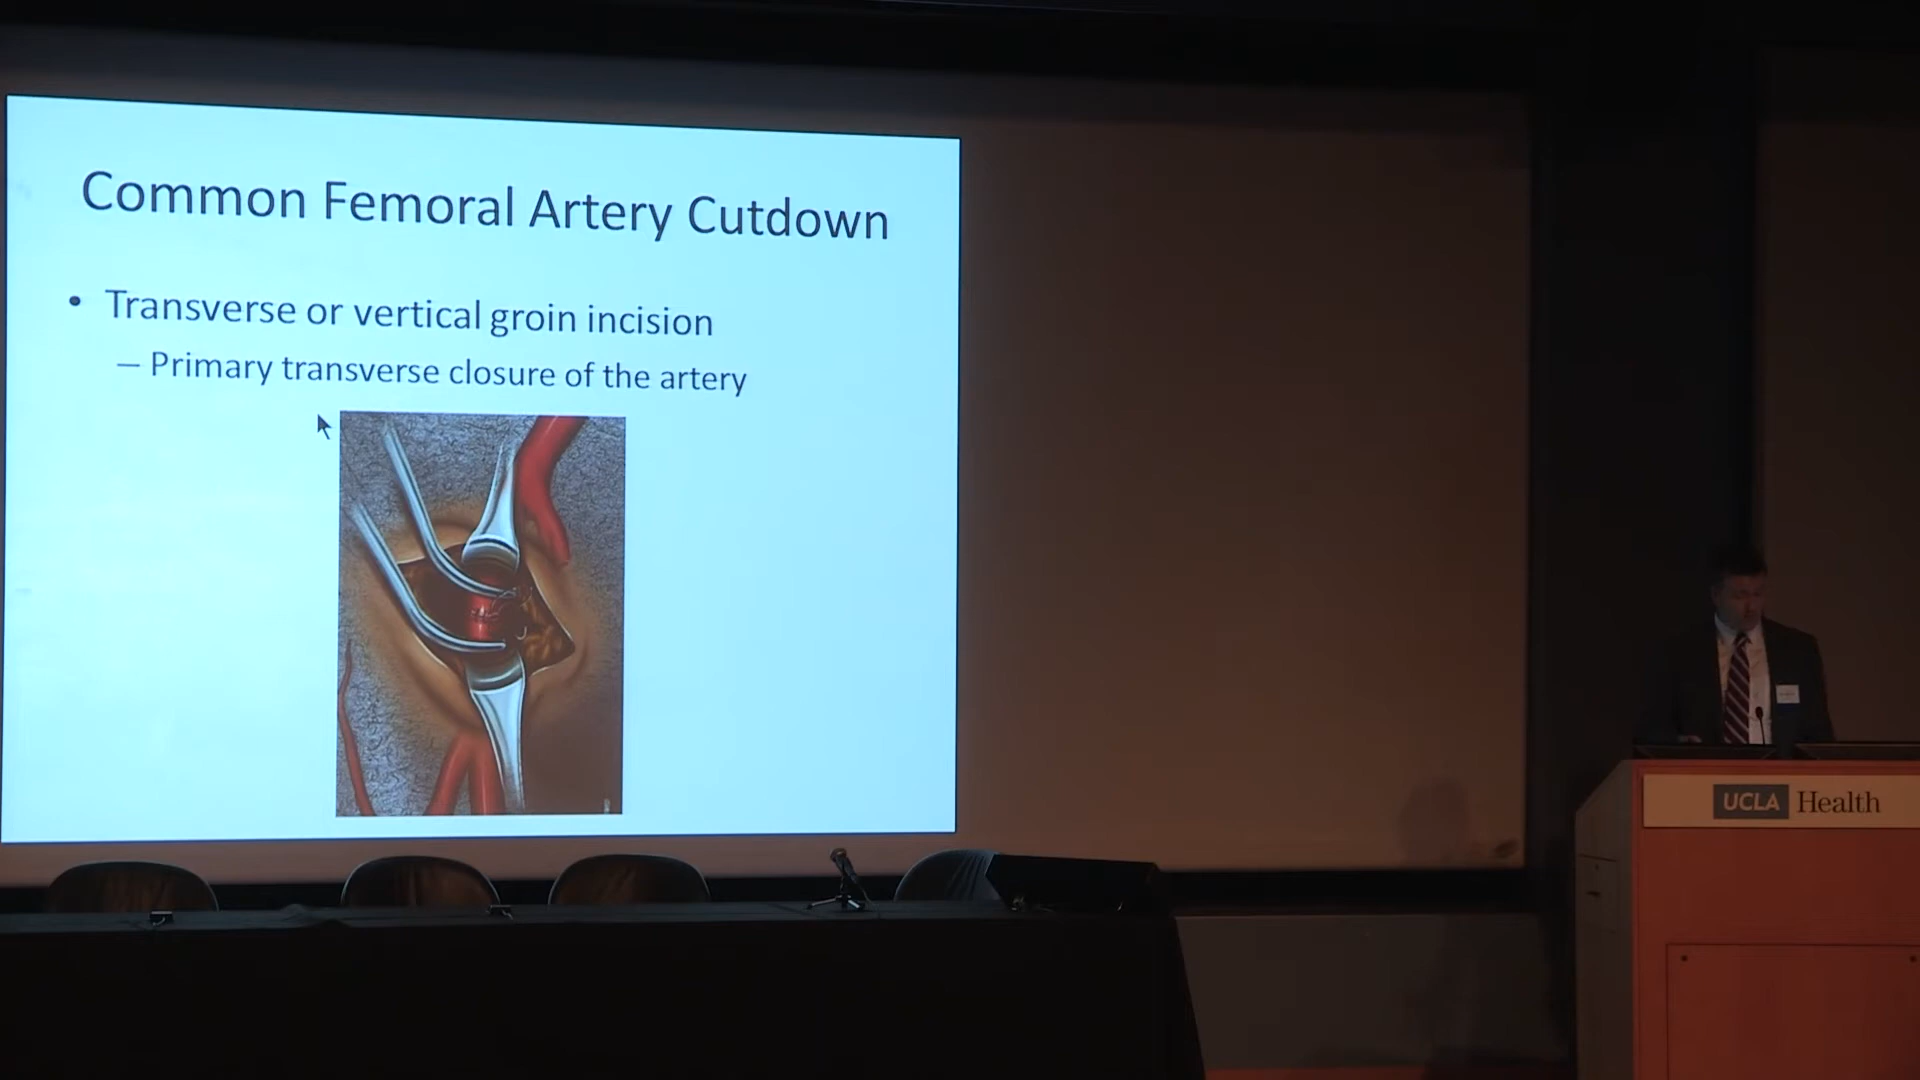 Common Femoral Artery Cutdown
• Transverse or vertical groin incision
– Primary transverse closure of the artery
UCLA Health